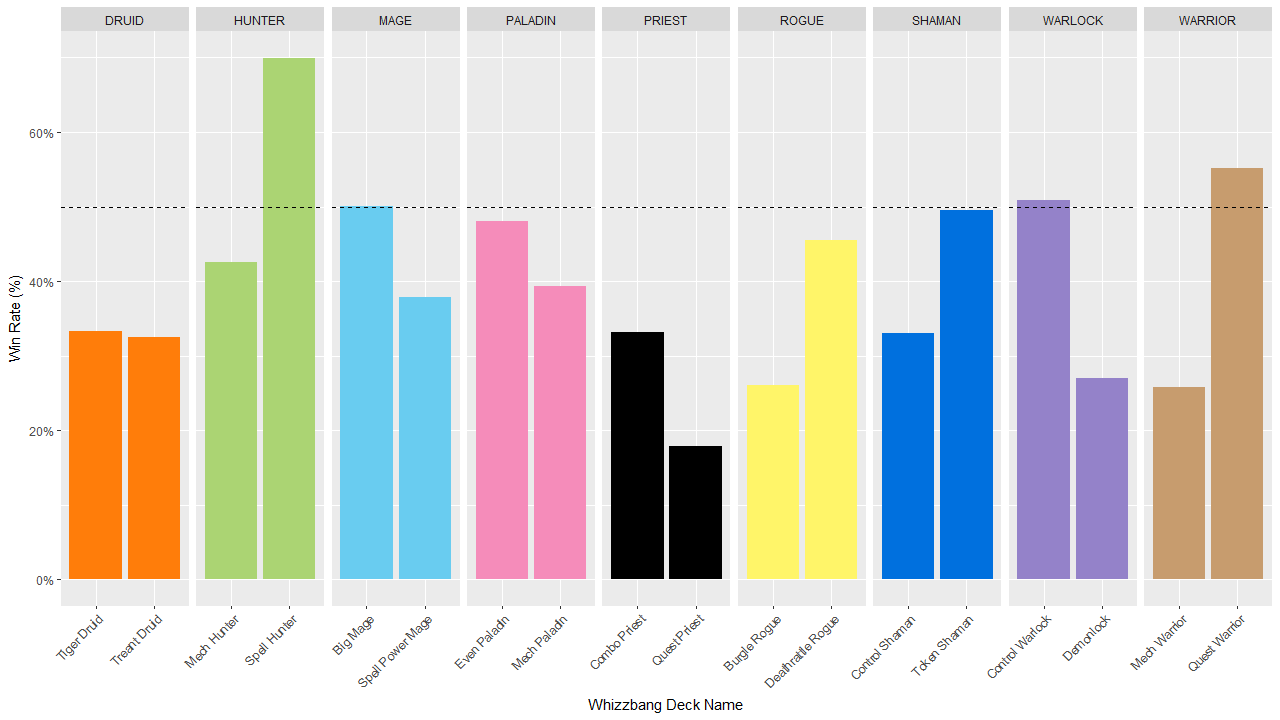 DRUID HUNTER MAGE PALADIN PRIEST ROGUE SHAMAN WARLOCK WARRIOR
60%
40%
20%
0%
Win Rate (%)
Tiger Druid
Treant Druid
Mech Hunter
Spell Hunter
Big Mage
Spell Power Mage
Even Paladin
Mech Paladin
Combo Priest
Quest Priest
Burgle Rogue
Deathrattle Rogue
Control Shaman
Token Shaman
Control Warlock
Demonlock
Mech Warrior
Quest Warrior
Whizzbang Deck Name